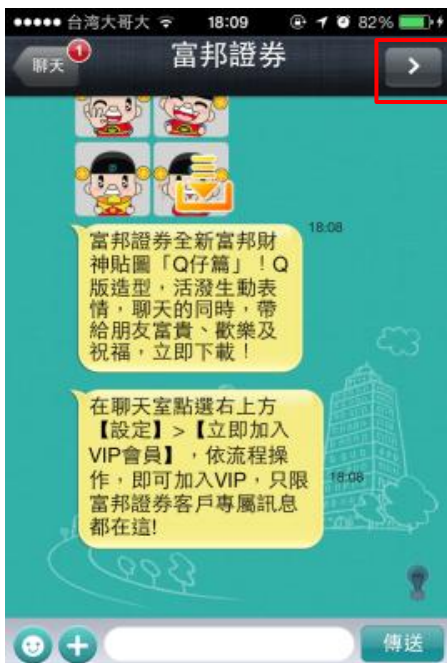 台灣大哥大 18:09 82%
聊天 1 富邦證券
18:08
富邦證券全新富邦財
神貼圖「Q仔篇」！Q
版造型，活潑生動表
情，聊天的同時，帶
給朋友富貴、歡樂及
祝福，立即下載！
在聊天室點選右上方
【設定】>【立即加入
VIP會員】，依流程操
作，即可加入VIP，只限
富邦證券客戶專屬訊息
都在這!
18:08
傳送